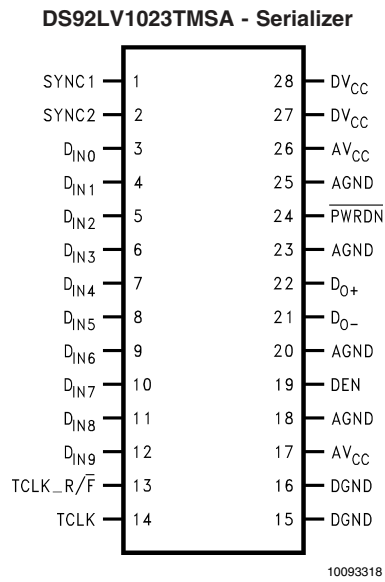 DS92LV1023TMSA - Serializer
SYNC1 1 28 DVCC
SYNC2 2 27 DVCC
DIN0 3 26 AVCC
DIN1 4 25 AGND
DIN2 5 24 P̅W̅R̅D̅N̅
DIN3 6 23 AGND
DIN4 7 22 DO+
DIN5 8 21 DO−
DIN6 9 20 AGND
DIN7 10 19 DEN
DIN8 11 18 AGND
DIN9 12 17 AVCC
TCLK_R/F̅ 13 16 DGND
TCLK 14 15 DGND
10093318